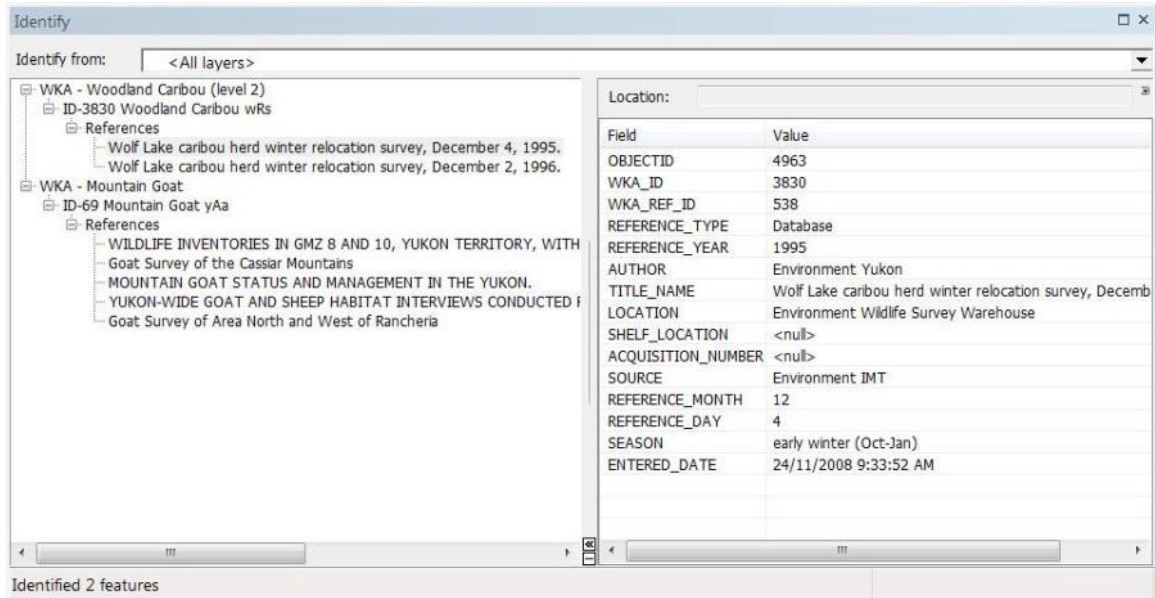 Identify
Identify from: <All layers>
WKA - Woodland Caribou (level 2)
ID-3830 Woodland Caribou wRs
References
Wolf Lake caribou herd winter relocation survey, December 4, 1995.
Wolf Lake caribou herd winter relocation survey, December 2, 1996.
WKA - Mountain Goat
ID-69 Mountain Goat yAa
References
WILDLIFE INVENTORIES IN GMZ 8 AND 10, YUKON TERRITORY, WITH
Goat Survey of the Cassiar Mountains
MOUNTAIN GOAT STATUS AND MANAGEMENT IN THE YUKON.
YUKON-WIDE GOAT AND SHEEP HABITAT INTERVIEWS CONDUCTED
Goat Survey of Area North and West of Rancheria
Location:
Field Value
OBJECTID 4963
WKA_ID 3830
WKA_REF_ID 538
REFERENCE_TYPE Database
REFERENCE_YEAR 1995
AUTHOR Environment Yukon
TITLE_NAME Wolf Lake caribou herd winter relocation survey, Decemb
LOCATION Environment Wildlife Survey Warehouse
SHELF_LOCATION <null>
ACQUISITION_NUMBER <null>
SOURCE Environment IMT
REFERENCE_MONTH 12
REFERENCE_DAY 4
SEASON early winter (Oct-Jan)
ENTERED_DATE 24/11/2008 9:33:52 AM
Identified 2 features